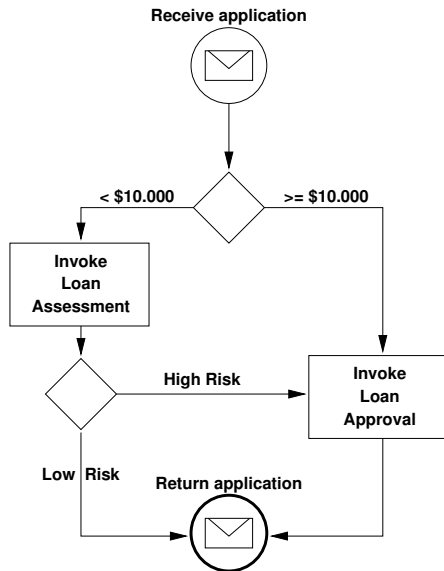 Receive application
< $10.000
>= $10.000
Invoke
Loan
Assessment
High Risk
Invoke
Loan
Approval
Low Risk
Return application